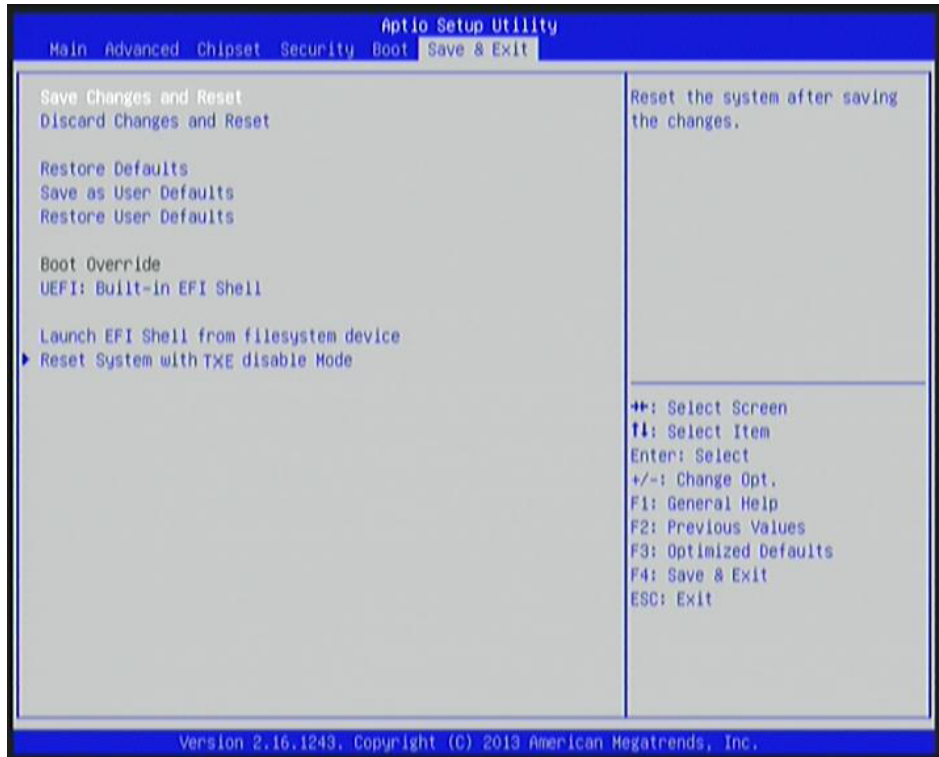 Aptio Setup Utility
Main Advanced Chipset Security Boot Save & Exit
Save Changes and Reset
Discard Changes and Reset
Restore Defaults
Save as User Defaults
Restore User Defaults
Boot Override
UEFI: Built-in EFI Shell
Launch EFI Shell from filesystem device
Reset System with TXE disable Mode
Reset the system after saving
the changes.
→←: Select Screen
↑↓: Select Item
Enter: Select
+/-: Change Opt.
F1: General Help
F2: Previous Values
F3: Optimized Defaults
F4: Save & Exit
ESC: Exit
Version 2.16.1243. Copyright (C) 2013 American Megatrends, Inc.